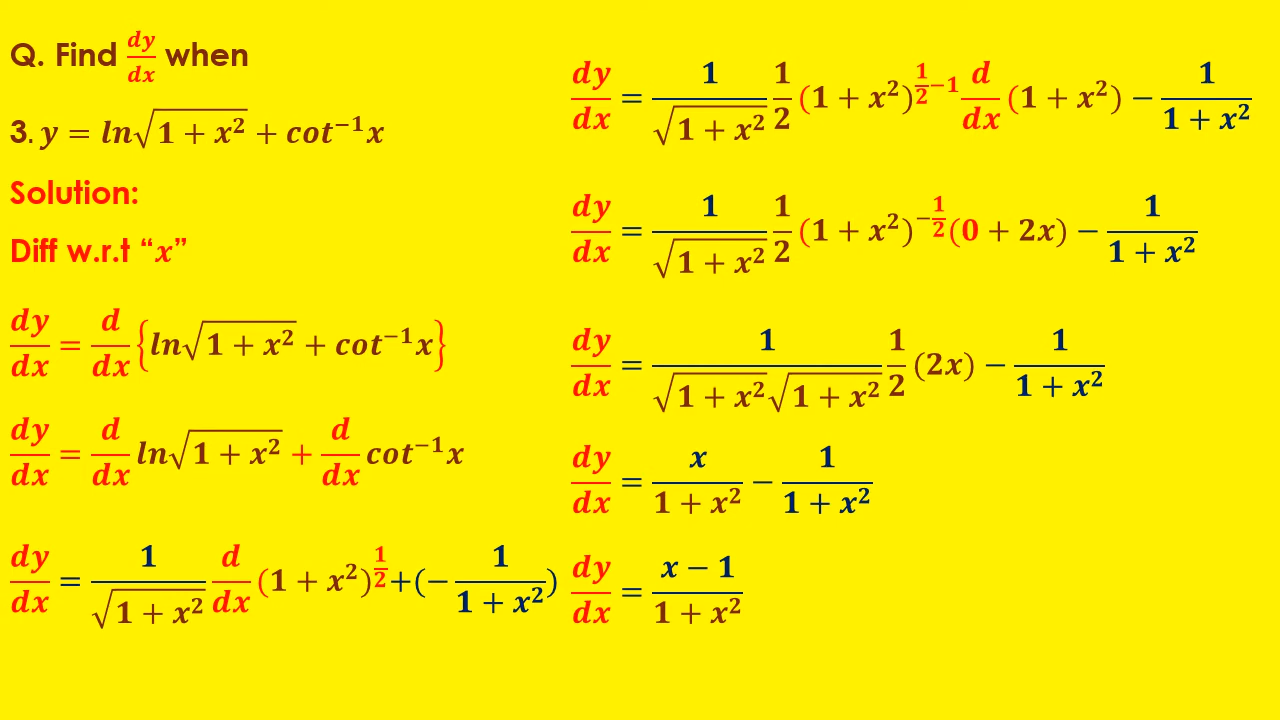 Q. Find dy/dx when
3. y = ln√(1 + x²) + cot⁻¹x
Solution:
Diff w.r.t “x”
dy/dx = d/dx {ln√(1 + x²) + cot⁻¹x}
dy/dx = d/dx ln√(1 + x²) + d/dx cot⁻¹x
dy/dx = 1/√(1 + x²) d/dx (1 + x²)^(1/2) +(− 1/(1 + x²))
dy/dx = 1/√(1 + x²) 1/2 (1 + x²)^(1/2 −1) d/dx (1 + x²) − 1/(1 + x²)
dy/dx = 1/√(1 + x²) 1/2 (1 + x²)^(−1/2) (0 + 2x) − 1/(1 + x²)
dy/dx = 1/(√(1 + x²)√(1 + x²)) 1/2 (2x) − 1/(1 + x²)
dy/dx = x/(1 + x²) − 1/(1 + x²)
dy/dx = (x − 1)/(1 + x²)